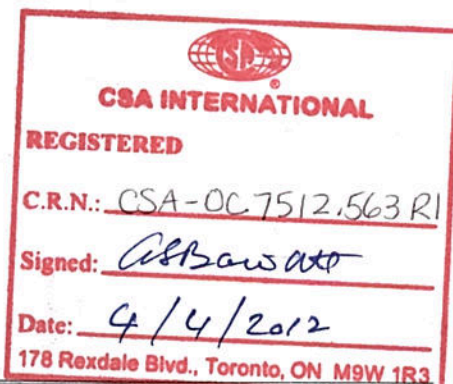 CSA INTERNATIONAL
REGISTERED
C.R.N.: CSA-OC7512.563 R1
Signed:
Date: 4/4/2012
178 Rexdale Blvd., Toronto, ON M9W 1R3